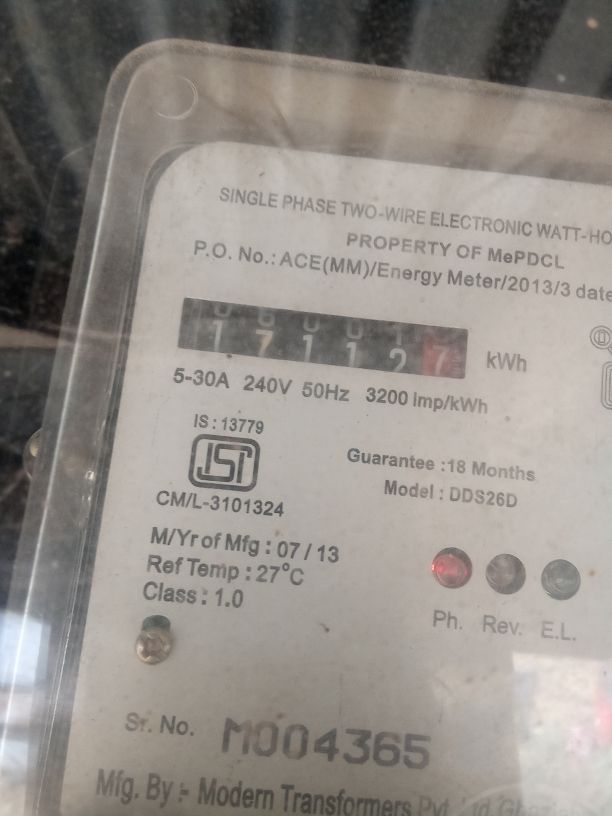 SINGLE PHASE TWO-WIRE ELECTRONIC WATT-HO
PROPERTY OF MePDCL
P.O. No.: ACE(MM)/Energy Meter/2013/3 date
1 7 1 1 2 7 kWh
5-30A 240V 50Hz 3200 imp/kWh
IS : 13779
ISI
CM/L-3101324
Guarantee :18 Months
Model : DDS26D
M/Yr of Mfg : 07 / 13
Ref Temp : 27°C
Class : 1.0
Ph. Rev. E.L.
Sr. No. M004365
Mfg. By :- Modern Transformers Pvt.